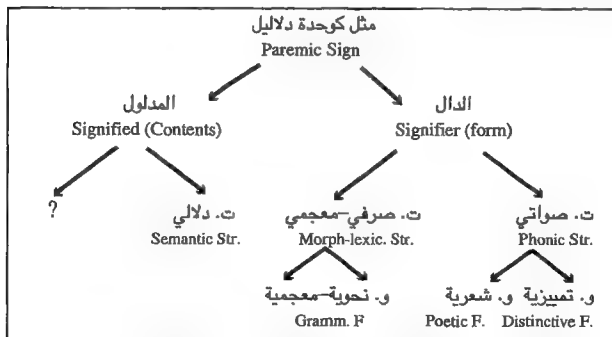 مثل كوحدة دلاليل
Paremic Sign
المدلول الدال
Signified (Contents) Signifier (form)
? ت. دلالي ت. صرفي-معجمي ت. صواتي
Semantic Str. Morph-lexic. Str. Phonic Str.
و. نحوية-معجمية و. شعرية و. تمييزية
Gramm. F Poetic F. Distinctive F.